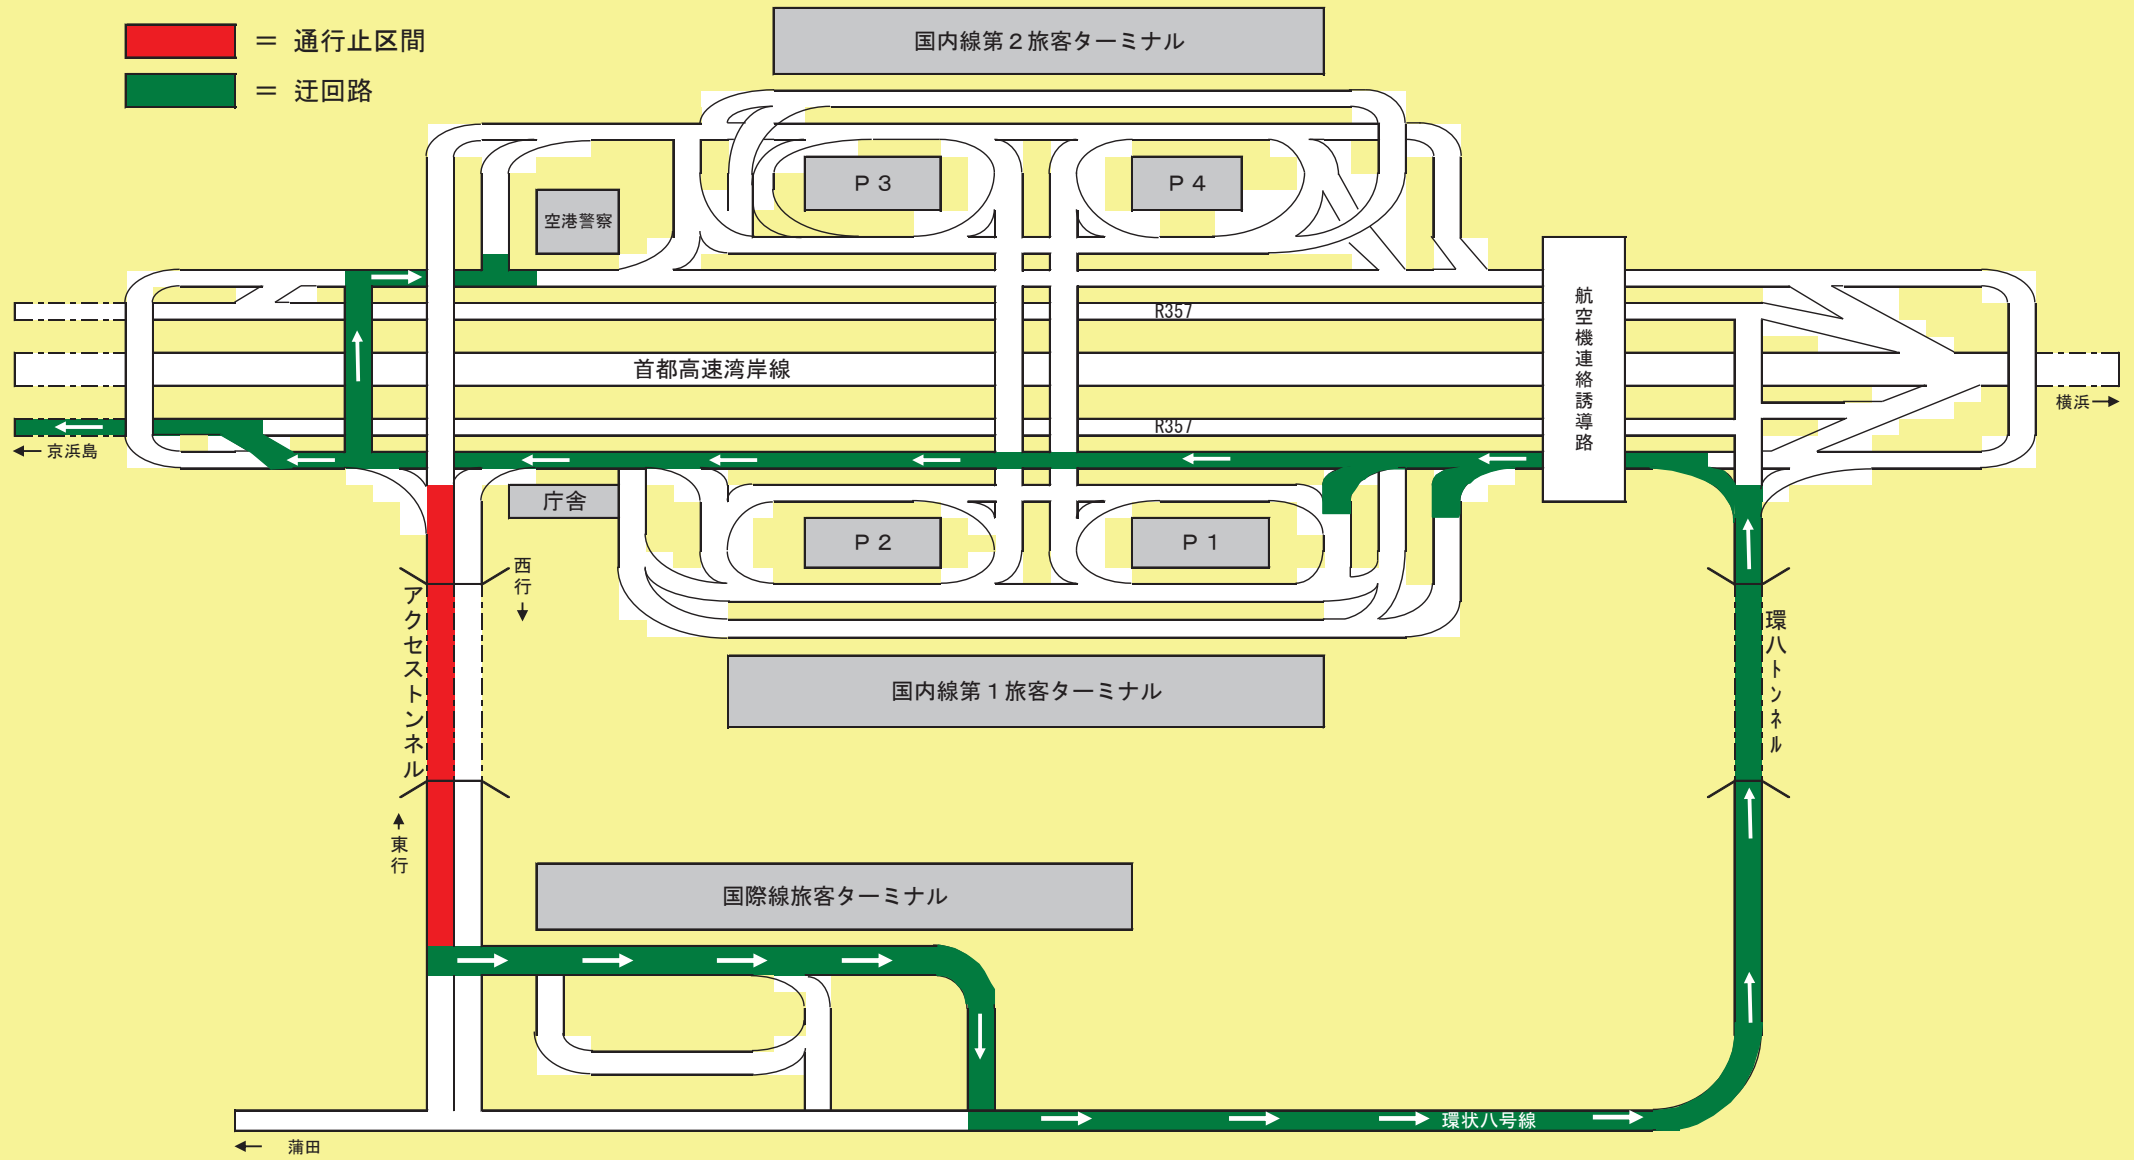 ＝ 通行止区間
＝ 迂回路
国内線第２旅客ターミナル
Ｐ３
Ｐ４
空港警察
航空機連絡誘導路
R357
首都高速湾岸線
横浜→
R357
←京浜島
庁舎
Ｐ２
Ｐ１
西行
アクセストンネル
環八トンネル
国内線第１旅客ターミナル
東行
国際線旅客ターミナル
環状八号線
← 蒲田